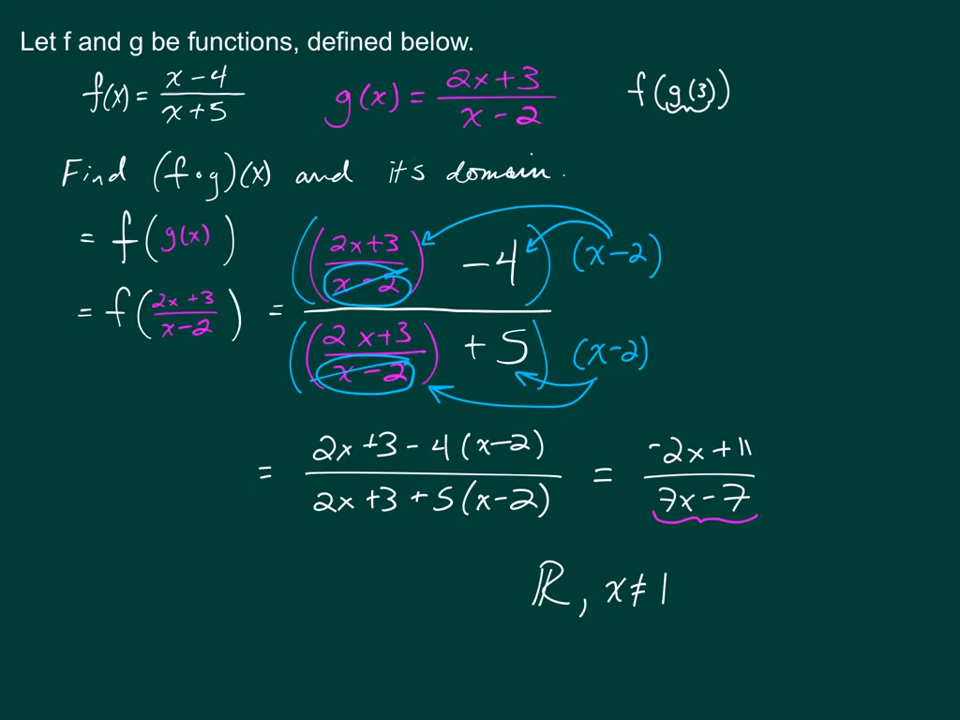 Let f and g be functions, defined below.
f(x) = (x-4)/(x+5)    g(x) = (2x+3)/(x-2)    f(g(3))
Find (f∘g)(x) and its domain.
= f(g(x))
= f((2x+3)/(x-2)) = (((2x+3)/(x-2)) - 4)(x-2) / (((2x+3)/(x-2)) + 5)(x-2)
= (2x+3-4(x-2))/(2x+3+5(x-2)) = (-2x+11)/(7x-7)
ℝ, x≠1